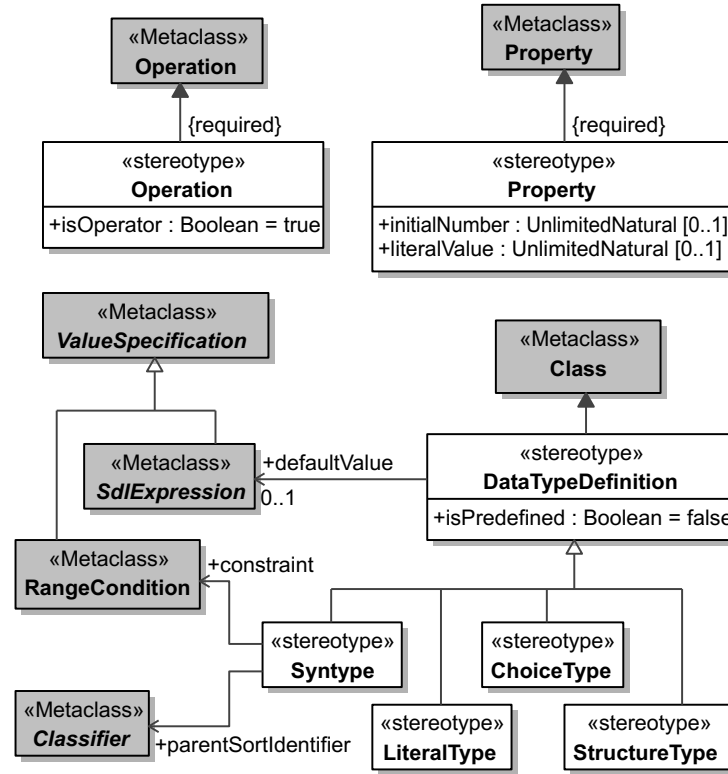 «Metaclass»
Operation
{required}
«stereotype»
Operation
+isOperator : Boolean = true
«Metaclass»
Property
{required}
«stereotype»
Property
+initialNumber : UnlimitedNatural [0..1]
+literalValue : UnlimitedNatural [0..1]
«Metaclass»
ValueSpecification
«Metaclass»
Class
«Metaclass»
SdlExpression
+defaultValue
0..1
«stereotype»
DataTypeDefinition
+isPredefined : Boolean = false
«Metaclass»
RangeCondition
+constraint
«stereotype»
Syntype
«stereotype»
ChoiceType
«Metaclass»
Classifier
+parentSortIdentifier
«stereotype»
LiteralType
«stereotype»
StructureType